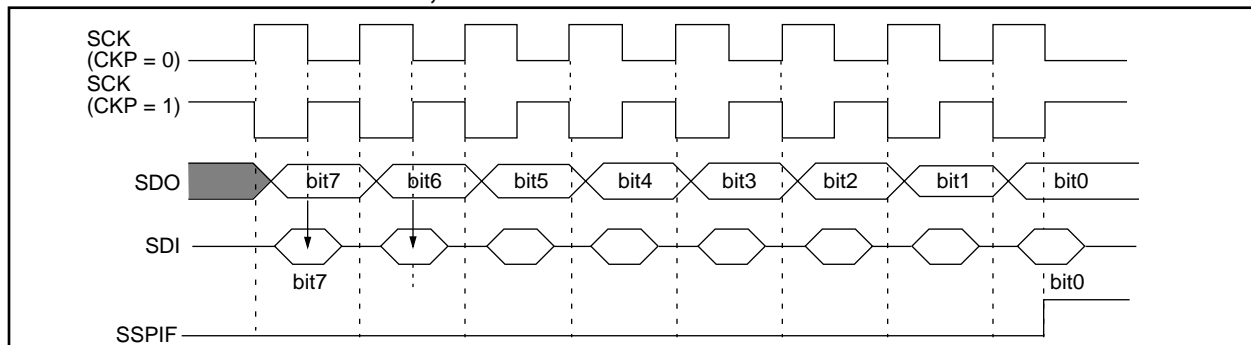 SCK
(CKP = 0)
SCK
(CKP = 1)
SDO bit7 bit6 bit5 bit4 bit3 bit2 bit1 bit0
SDI
bit7 bit0
SSPIF